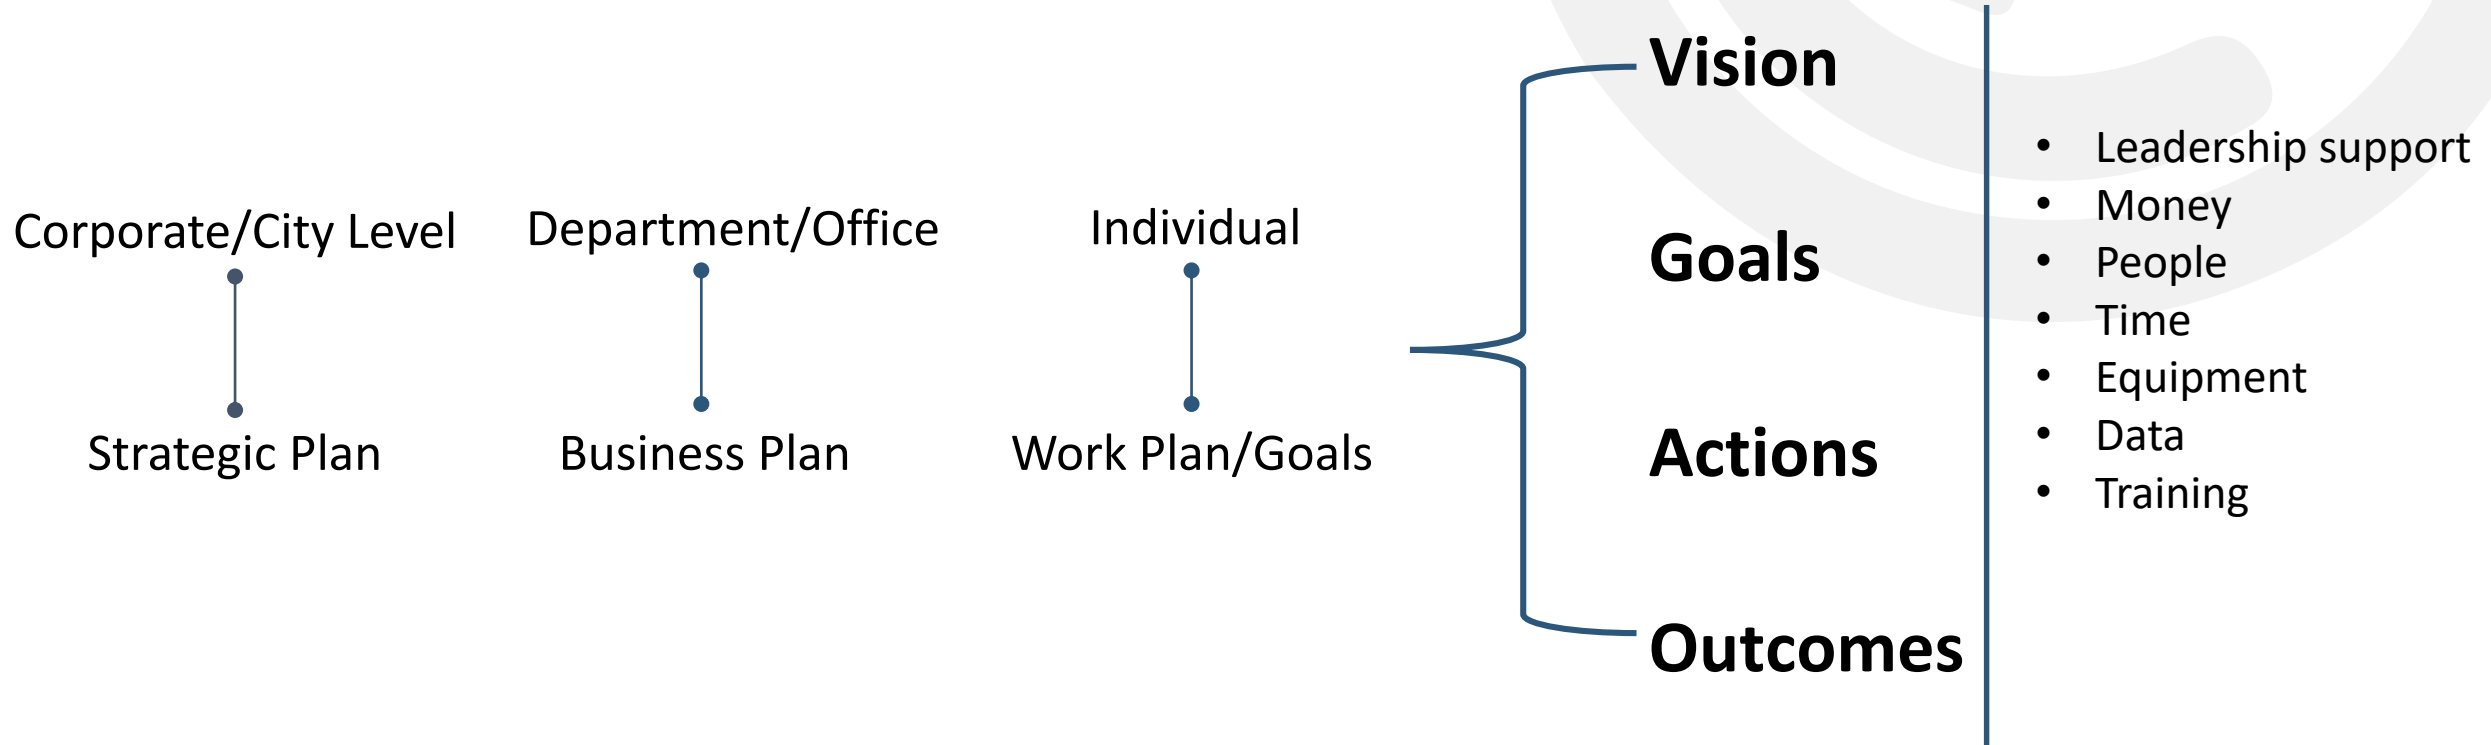 Corporate/City Level
Strategic Plan
Department/Office
Business Plan
Individual
Work Plan/Goals
Vision
Goals
Actions
Outcomes
• Leadership support
• Money
• People
• Time
• Equipment
• Data
• Training